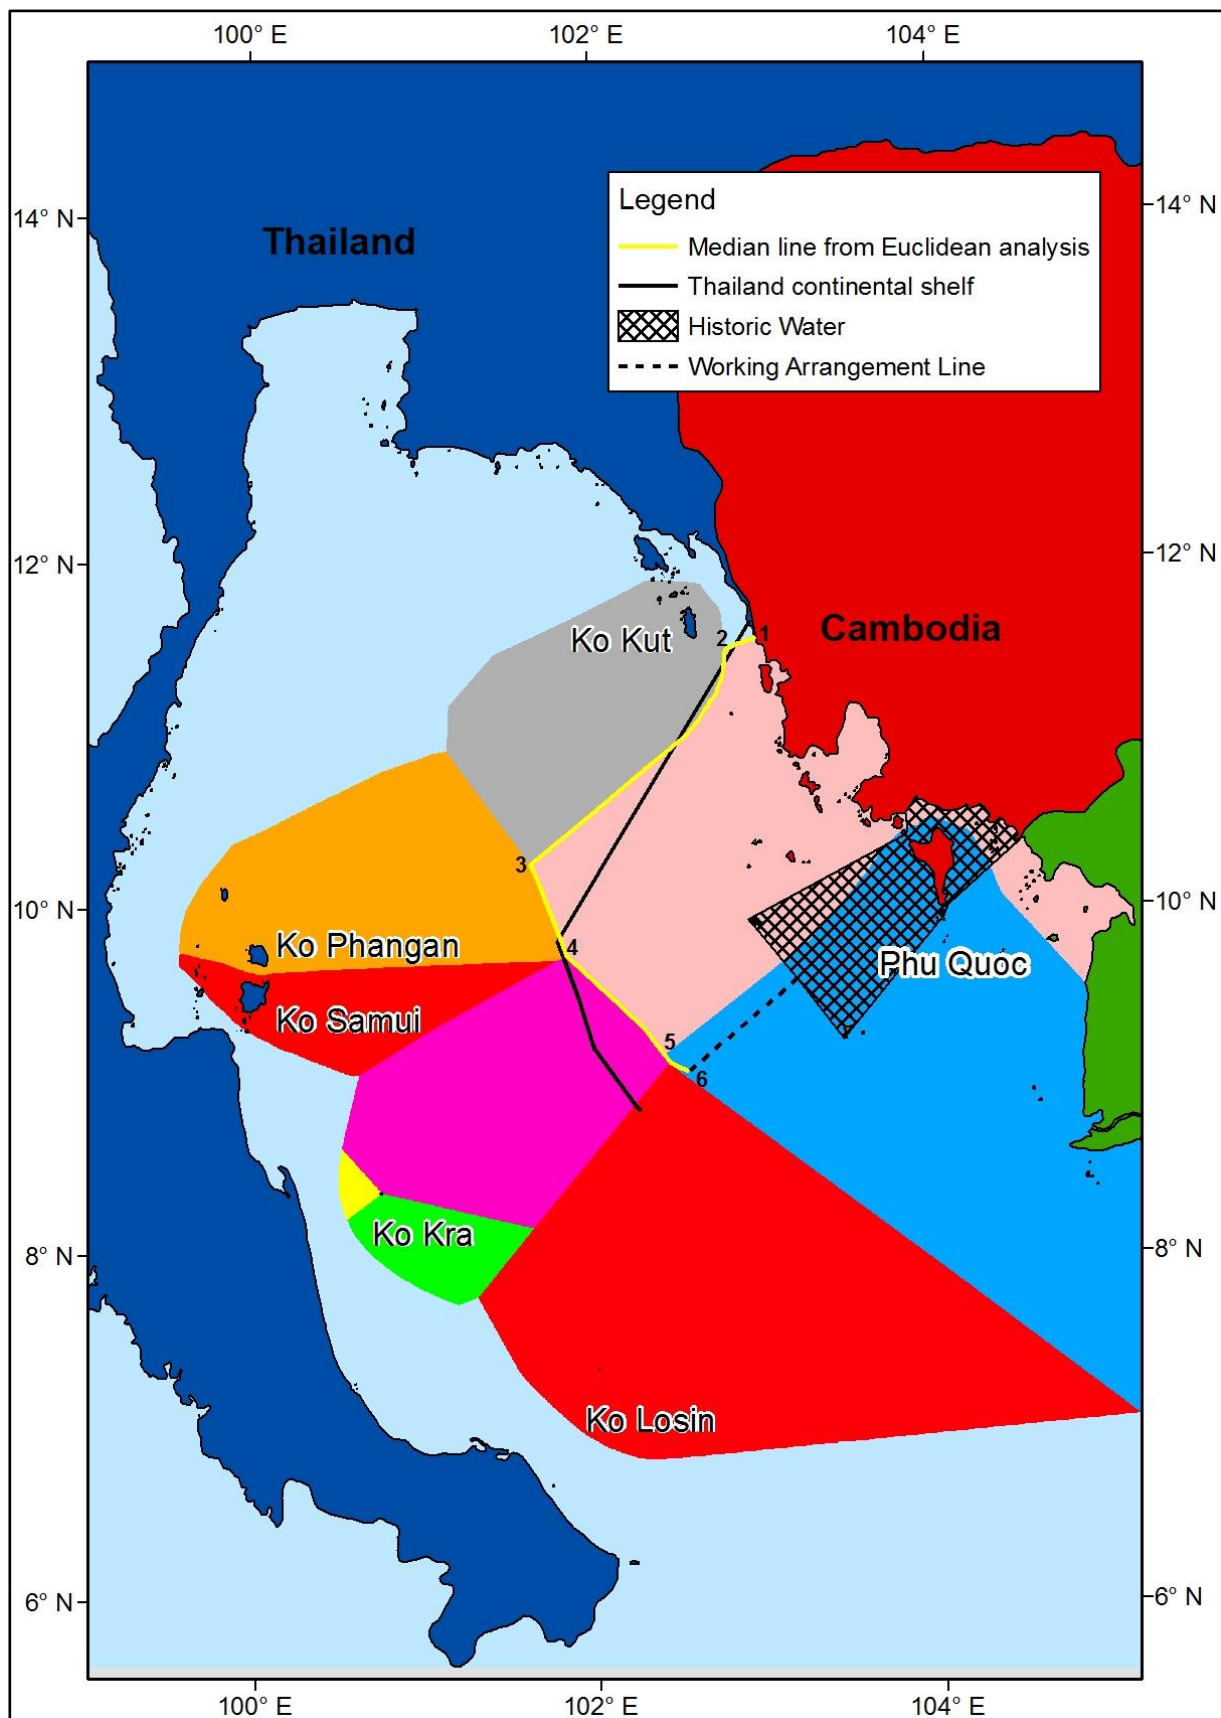 100° E 102° E 104° E
14° N 14° N
Legend
Thailand
Median line from Euclidean analysis
Thailand continental shelf
Historic Water
Working Arrangement Line
12° N 12° N
Ko Kut 2 1 Cambodia
3
10° N 10° N
Ko Phangan 4 Phu Quoc
Ko Samui
5
6
8° N Ko Kra 8° N
Ko Losin
6° N 6° N
100° E 102° E 104° E